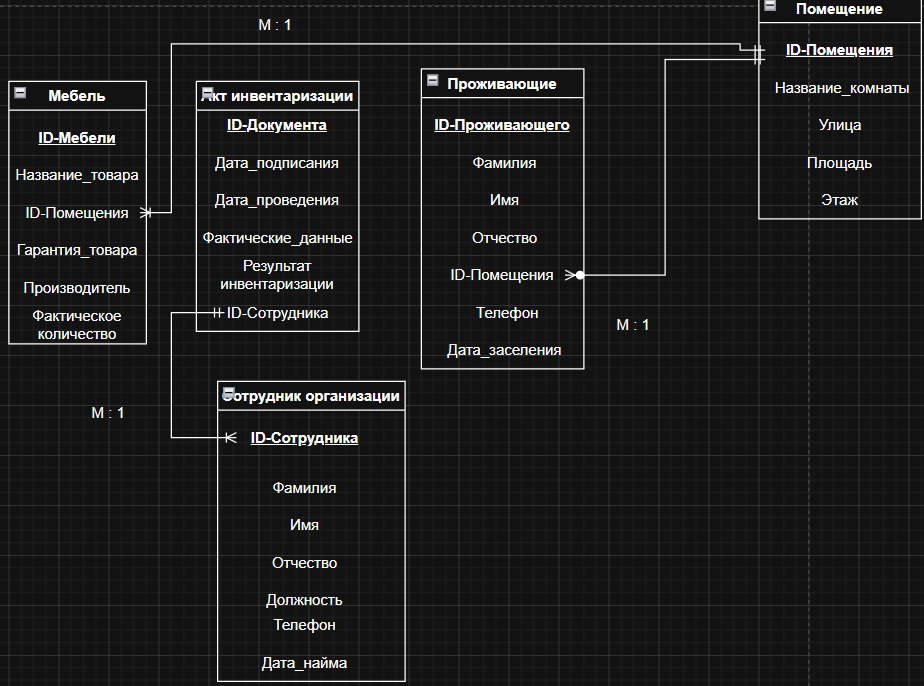 M : 1
Помещение
ID-Помещения
Название_комнаты
Улица
Площадь
Этаж
Мебель
ID-Мебели
Название_товара
ID-Помещения
Гарантия_товара
Производитель
Фактическое
количество
Акт инвентаризации
ID-Документа
Дата_подписания
Дата_проведения
Фактические_данные
Результат
инвентаризации
ID-Сотрудника
Проживающие
ID-Проживающего
Фамилия
Имя
Отчество
ID-Помещения
Телефон
Дата_заселения
M : 1
M : 1
Сотрудник организации
ID-Сотрудника
Фамилия
Имя
Отчество
Должность
Телефон
Дата_найма